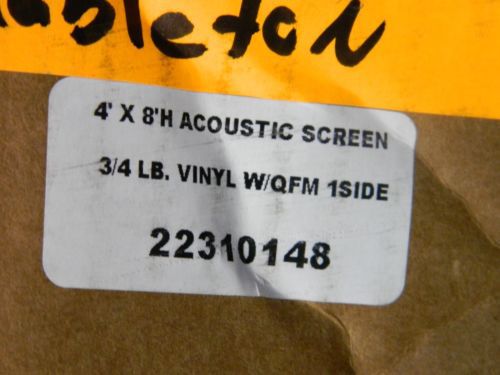 4' X 8'H ACOUSTIC SCREEN
3/4 LB. VINYL W/QFM 1SIDE
22310148